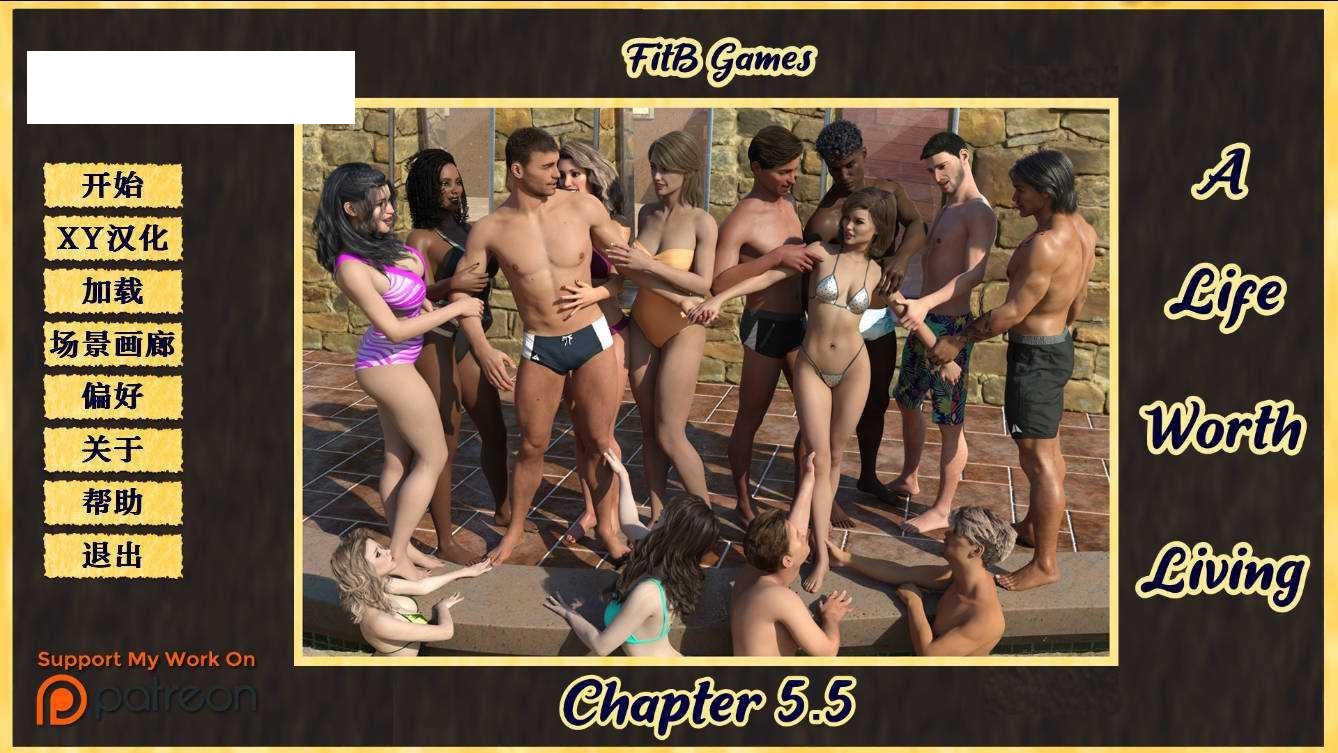 FitB Games
开始
XY汉化
加载
场景画廊
偏好
关于
帮助
退出
A
Life
Worth
Living
Support My Work On
patreon
Chapter 5.5